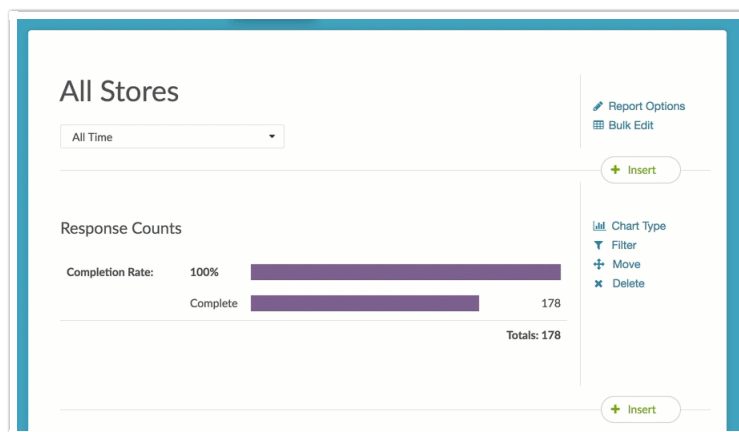 All Stores
All Time
Report Options
Bulk Edit
Insert
Response Counts
Chart Type
Filter
Move
Delete
Completion Rate: 100%
Complete 178
Totals: 178
Insert